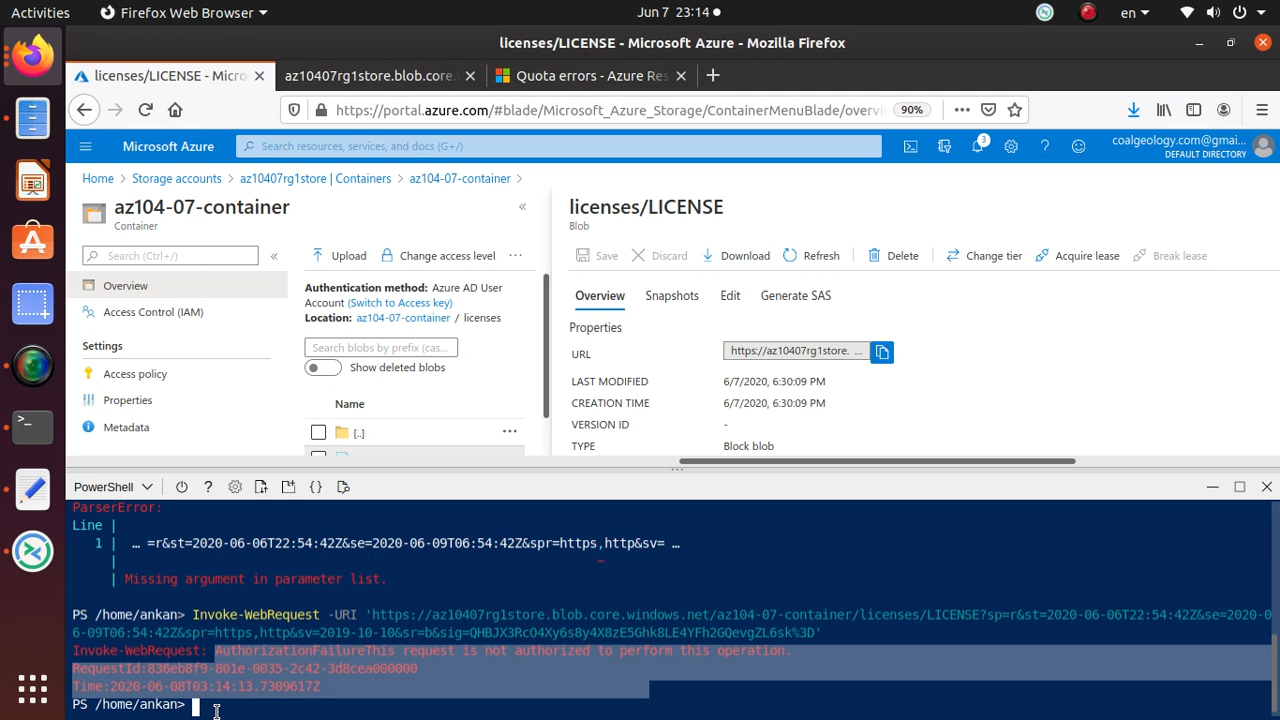 Activities Firefox Web Browser Jun 7 23:14 en
licenses/LICENSE - Microsoft Azure - Mozilla Firefox
licenses/LICENSE - Micro az10407rg1store.blob.core. Quota errors - Azure Res
https://portal.azure.com/#blade/Microsoft_Azure_Storage/ContainerMenuBlade/overvi 90%
Microsoft Azure Search resources, services, and docs (G+/) 3 coalgeology.com@gmai...
DEFAULT DIRECTORY
Home > Storage accounts > az10407rg1store | Containers > az104-07-container >
az104-07-container
Container
Search (Ctrl+/)
Overview
Access Control (IAM)
Settings
Access policy
Properties
Metadata
Upload Change access level
Authentication method: Azure AD User
Account (Switch to Access key)
Location: az104-07-container / licenses
Search blobs by prefix (cas...
Show deleted blobs
Name
[..]
licenses/LICENSE
Blob
Save Discard Download Refresh Delete Change tier Acquire lease Break lease
Overview Snapshots Edit Generate SAS
Properties
URL https://az10407rg1store. ...
LAST MODIFIED 6/7/2020, 6:30:09 PM
CREATION TIME 6/7/2020, 6:30:09 PM
VERSION ID -
TYPE Block blob
PowerShell
ParserError:
Line |
1 | … =r&st=2020-06-06T22:54:42Z&se=2020-06-09T06:54:42Z&spr=https,http&sv= …
| ~
| Missing argument in parameter list.
PS /home/ankan> Invoke-WebRequest -URI 'https://az10407rg1store.blob.core.windows.net/az104-07-container/licenses/LICENSE?sp=r&st=2020-06-06T22:54:42Z&se=2020-0
6-09T06:54:42Z&spr=https,http&sv=2019-10-10&sr=b&sig=QHBJX3RcO4Xy6s8y4X8zE5Ghk8LE4YFh2GQevgZL6sk%3D'
Invoke-WebRequest: AuthorizationFailureThis request is not authorized to perform this operation.
RequestId:836eb8f9-801e-0035-2c42-3d8cea000000
Time:2020-06-08T03:14:13.7309617Z
PS /home/ankan>